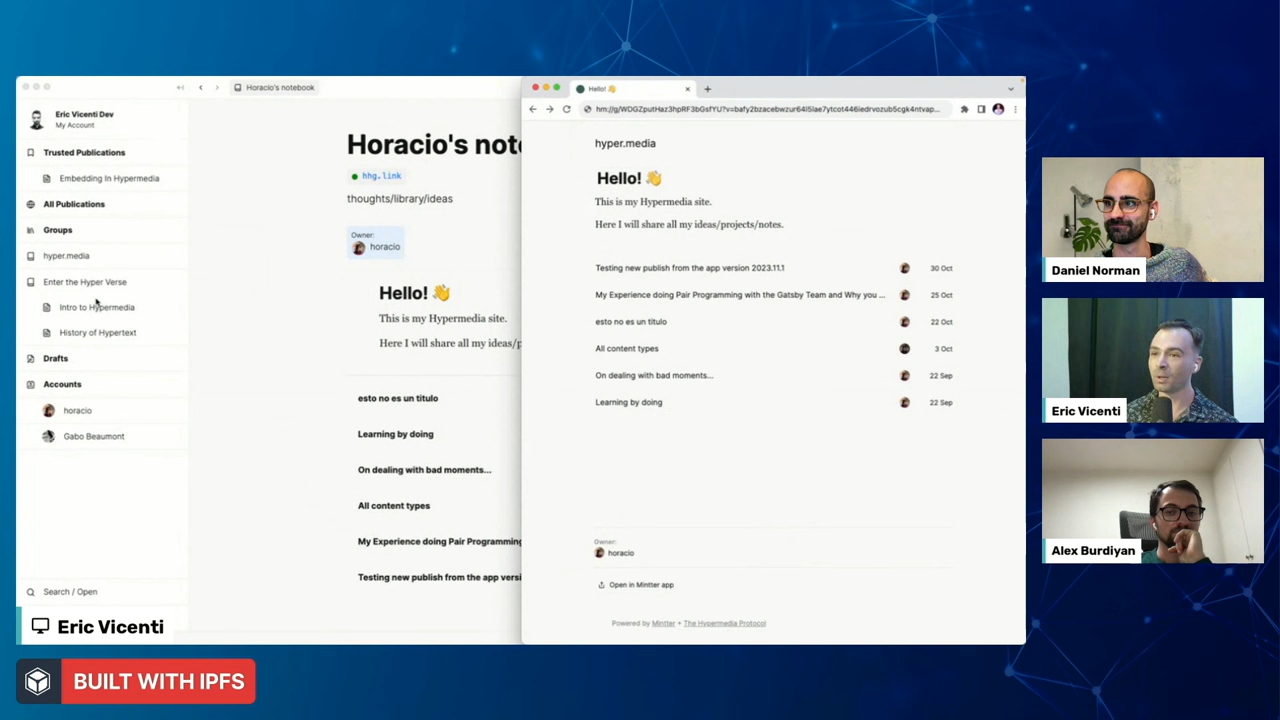 Horacio's notebook
Eric Vicenti Dev
My Account
Trusted Publications
Embedding In Hypermedia
All Publications
Groups
hyper.media
Enter the Hyper Verse
Intro to Hypermedia
History of Hypertext
Drafts
Accounts
horacio
Gabo Beaumont
Search / Open
Eric Vicenti
Horacio's not
hhg.link
thoughts/library/ideas
Owner:
horacio
Hello! 👋
This is my Hypermedia site.
Here I will share all my ideas/p
esto no es un titulo
Learning by doing
On dealing with bad moments...
All content types
My Experience doing Pair Programming
Testing new publish from the app versi
Hello! 👋
hyper.media
Hello! 👋
This is my Hypermedia site.
Here I will share all my ideas/projects/notes.
Testing new publish from the app version 2023.11.1 30 Oct
My Experience doing Pair Programming with the Gatsby Team and Why you ... 25 Oct
esto no es un titulo 22 Oct
All content types 3 Oct
On dealing with bad moments... 22 Sep
Learning by doing 22 Sep
Owner:
horacio
Open in Mintter app
Powered by Mintter + The Hypermedia Protocol
Daniel Norman
Eric Vicenti
Alex Burdiyan
BUILT WITH IPFS